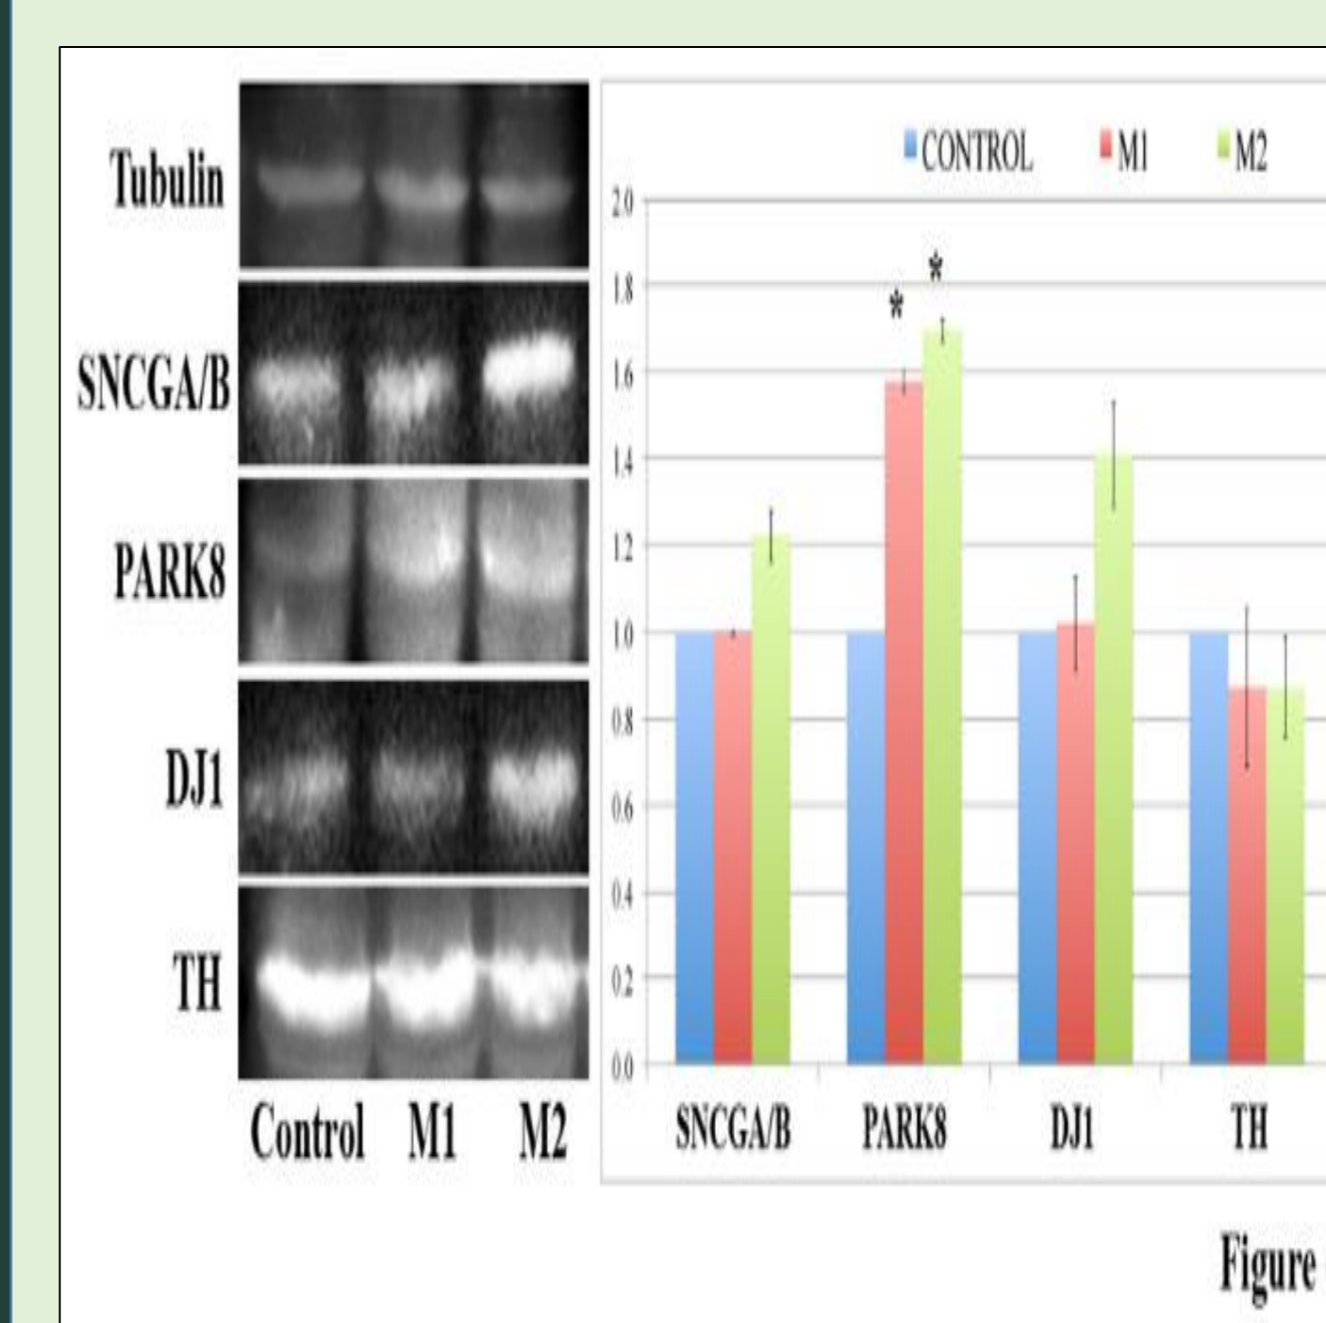 Tubulin
SNCGA/B
PARK8
DJ1
TH
Control M1 M2
CONTROL M1 M2
2.0
1.8
1.6
1.4
1.2
1.0
0.8
0.6
0.4
0.2
0.0
*
*
SNCGA/B PARK8 DJ1 TH
Figure